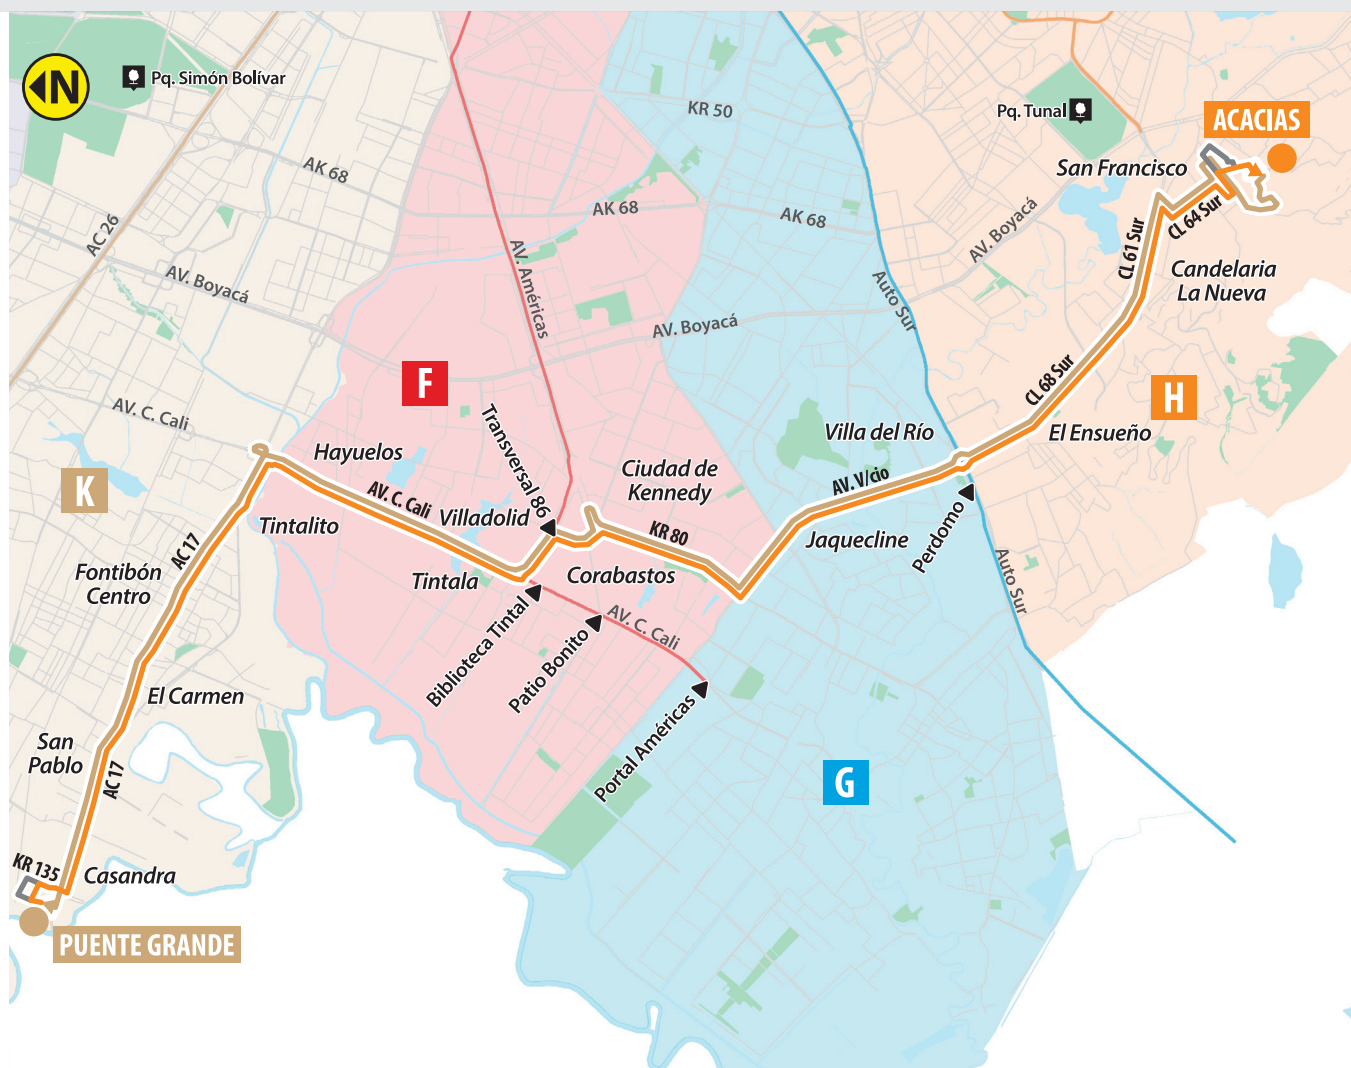 N
Pq. Simón Bolívar
KR 50
Pq. Tunal
ACACIAS
San Francisco
AK 68
AK 68
AK 68
AC 26
AV. Boyacá
AV. Américas
AV. Boyacá
Auto Sur
AV. Boyacá
CL 61 Sur
CL 64 Sur
Candelaria
La Nueva
F
H
AV. C. Cali
Transversal 86
CL 68 Sur
El Ensueño
Villa del Río
Hayuelos
Ciudad de
Kennedy
K
AV. C. Cali
Villadolid
AV. V/cio
Tintalito
KR 80
Jaquecline
Perdomo
AC 17
Fontibón
Centro
Tintala
Corabastos
Auto Sur
Biblioteca Tintal
Patio Bonito
AV. C. Cali
El Carmen
San
Pablo
AC 17
Portal Américas
G
KR 135
Casandra
PUENTE GRANDE